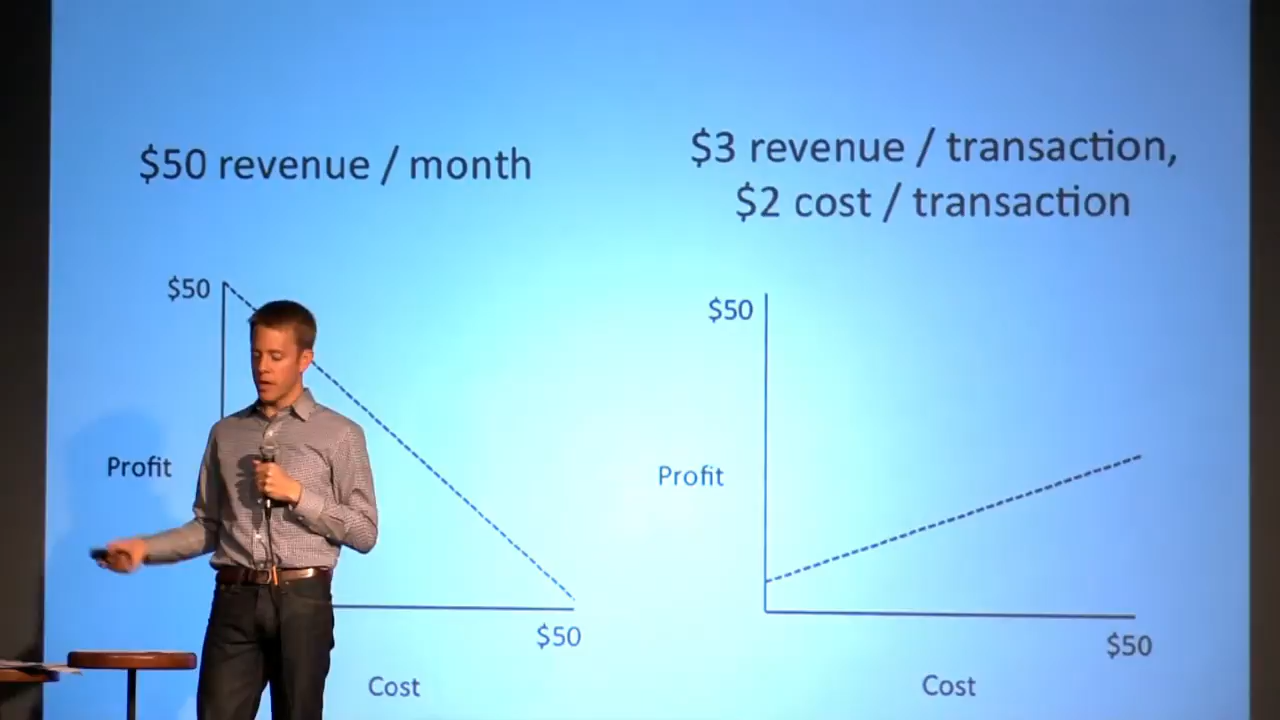 $50 revenue / month
$50
Profit
$50
Cost
$3 revenue / transaction,
$2 cost / transaction
$50
Profit
$50
Cost